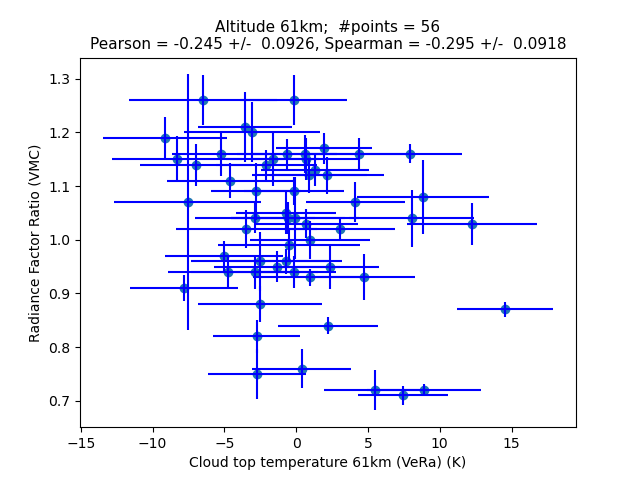 Altitude 61km;  #points = 56
Pearson = -0.245 +/-  0.0926, Spearman = -0.295 +/-  0.0918
Radiance Factor Ratio (VMC)
1.3
1.2
1.1
1.0
0.9
0.8
0.7
−15 −10 −5 0 5 10 15
Cloud top temperature 61km (VeRa) (K)